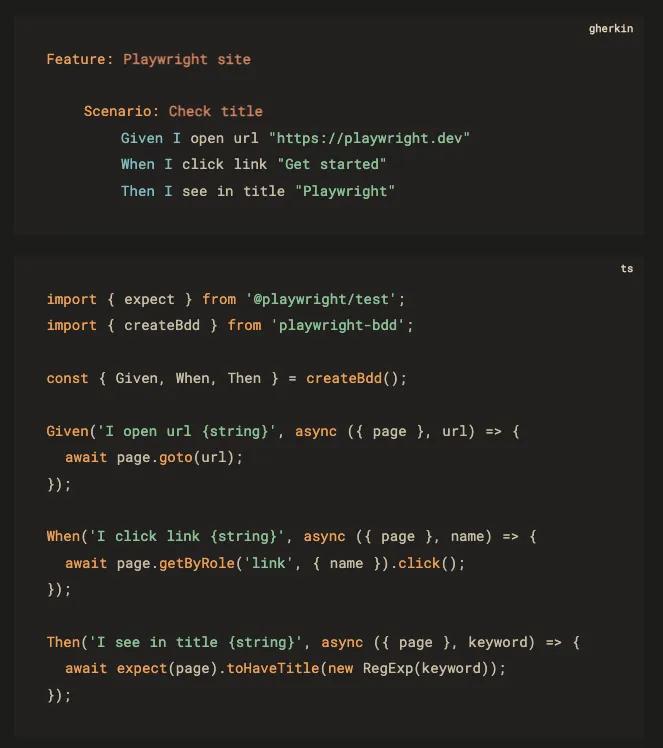 gherkin
Feature: Playwright site
Scenario: Check title
Given I open url "https://playwright.dev"
When I click link "Get started"
Then I see in title "Playwright"
ts
import { expect } from '@playwright/test';
import { createBdd } from 'playwright-bdd';
const { Given, When, Then } = createBdd();
Given('I open url {string}', async ({ page }, url) => {
  await page.goto(url);
});
When('I click link {string}', async ({ page }, name) => {
  await page.getByRole('link', { name }).click();
});
Then('I see in title {string}', async ({ page }, keyword) => {
  await expect(page).toHaveTitle(new RegExp(keyword));
});